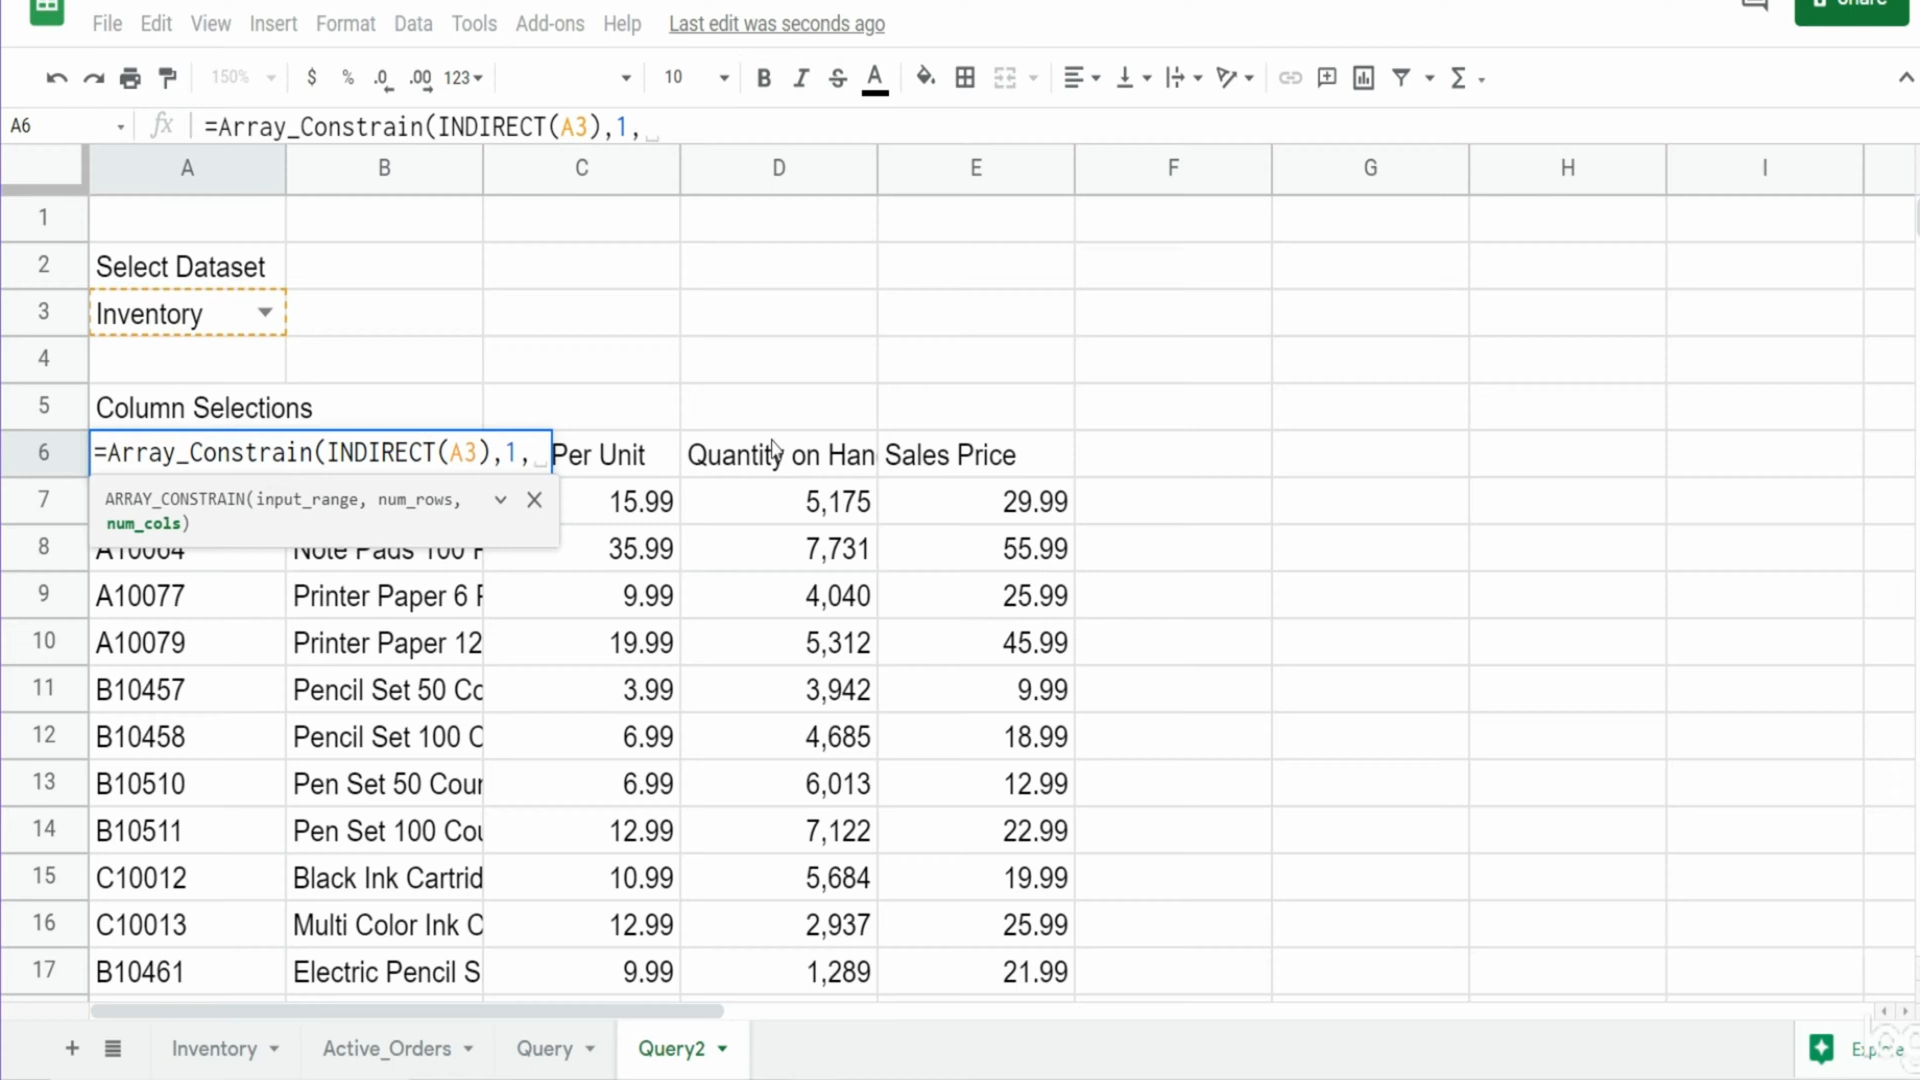 Share
File Edit View Insert Format Data Tools Add-ons Help Last edit was seconds ago
150% $ % .0 .00 123 10 B I S A Σ
A6 fx =Array_Constrain(INDIRECT(A3),1,
A B C D E F G H I
1
2 Select Dataset
3 Inventory
4
5 Column Selections
6 =Array_Constrain(INDIRECT(A3),1, Per Unit Quantity on Han Sales Price
ARRAY_CONSTRAIN(input_range, num_rows,
num_cols)
7 15.99 5,175 29.99
8 A10064 Note Pads 100 35.99 7,731 55.99
9 A10077 Printer Paper 6 9.99 4,040 25.99
10 A10079 Printer Paper 12 19.99 5,312 45.99
11 B10457 Pencil Set 50 Co 3.99 3,942 9.99
12 B10458 Pencil Set 100 C 6.99 4,685 18.99
13 B10510 Pen Set 50 Cour 6.99 6,013 12.99
14 B10511 Pen Set 100 Cou 12.99 7,122 22.99
15 C10012 Black Ink Cartrid 10.99 5,684 19.99
16 C10013 Multi Color Ink C 12.99 2,937 25.99
17 B10461 Electric Pencil S 9.99 1,289 21.99
+ Inventory Active_Orders Query Query2 Explore